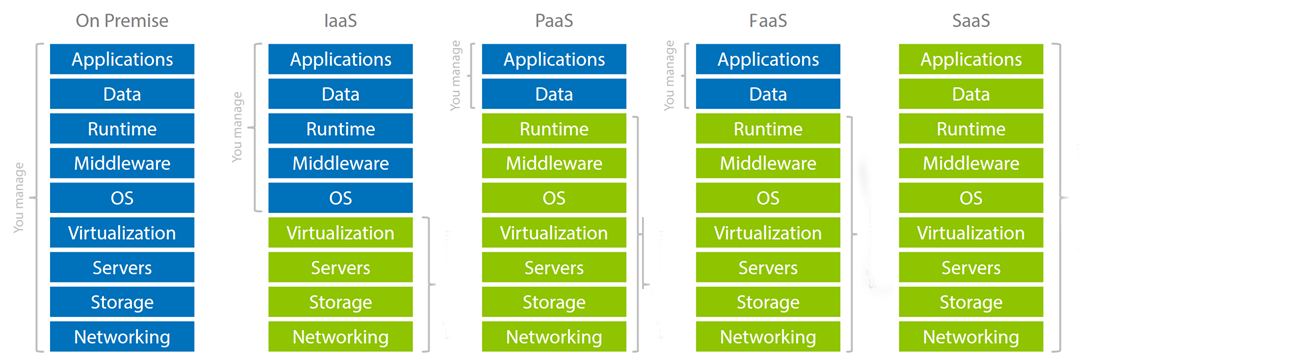 On Premise
IaaS
PaaS
FaaS
SaaS
You manage
Applications
Data
Runtime
Middleware
OS
Virtualization
Servers
Storage
Networking
You manage
Applications
Data
Runtime
Middleware
OS
Virtualization
Servers
Storage
Networking
You manage
Applications
Data
Runtime
Middleware
OS
Virtualization
Servers
Storage
Networking
You manage
Applications
Data
Runtime
Middleware
OS
Virtualization
Servers
Storage
Networking
Applications
Data
Runtime
Middleware
OS
Virtualization
Servers
Storage
Networking